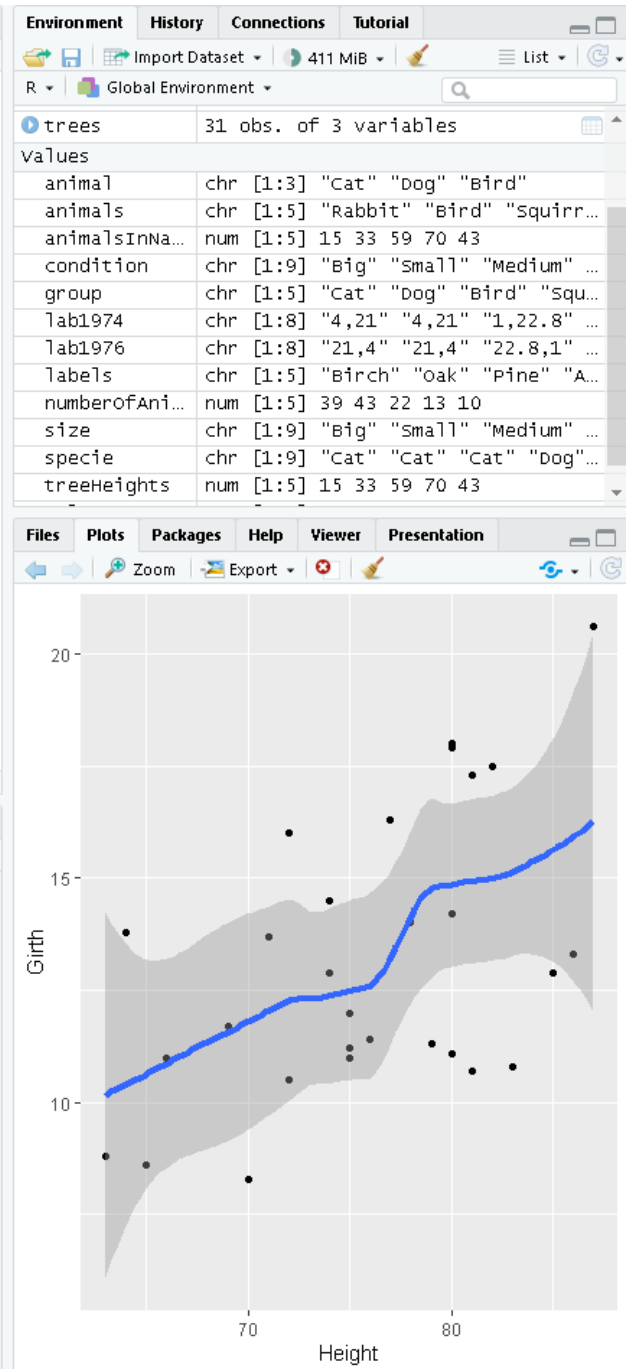 Environment History Connections Tutorial
Import Dataset 411 MiB List
R Global Environment
trees 31 obs. of 3 variables
Values
animal chr [1:3] "Cat" "Dog" "Bird"
animals chr [1:5] "Rabbit" "Bird" "Squirr...
animalsInNa... num [1:5] 15 33 59 70 43
condition chr [1:9] "Big" "Small" "Medium" ...
group chr [1:5] "Cat" "Dog" "Bird" "Squ...
lab1974 chr [1:8] "4,21" "4,21" "1,22.8" ...
lab1976 chr [1:8] "21,4" "21,4" "22.8,1" ...
labels chr [1:5] "Birch" "Oak" "Pine" "A...
numberOfAni... num [1:5] 39 43 22 13 10
size chr [1:9] "Big" "Small" "Medium" ...
specie chr [1:9] "Cat" "Cat" "Cat" "Dog"...
treeHeights num [1:5] 15 33 59 70 43
Files Plots Packages Help Viewer Presentation
Zoom Export
20
15
10
Girth
70 80
Height